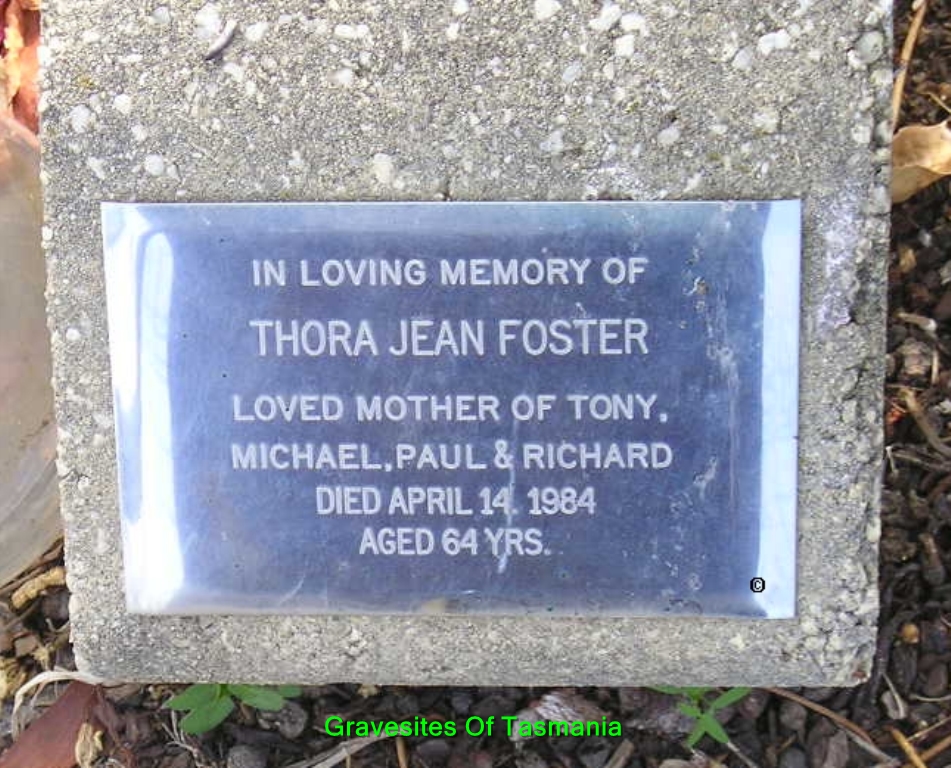 IN LOVING MEMORY OF
THORA JEAN FOSTER
LOVED MOTHER OF TONY,
MICHAEL, PAUL & RICHARD
DIED APRIL 14. 1984
AGED 64 YRS.
©
Gravesites Of Tasmania